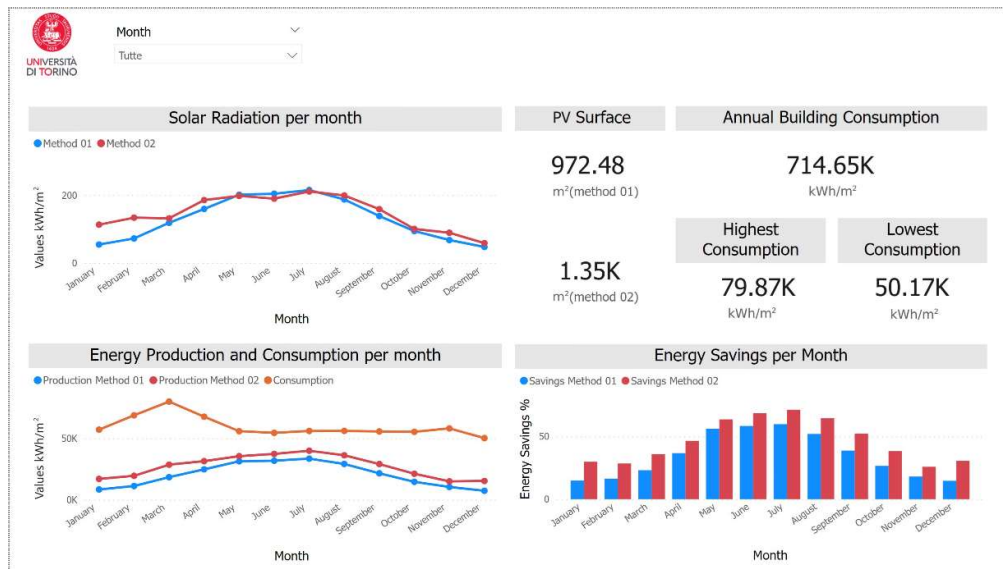 UNIVERSITÀ
DI TORINO
Month
Tutte
Solar Radiation per month
Method 01 Method 02
Values kWh/m²
200
0
January
February
March
April
May
June
July
August
September
October
November
December
Month
PV Surface
972.48
m²(method 01)
1.35K
m²(method 02)
Annual Building Consumption
714.65K
kWh/m²
Highest
Consumption
79.87K
kWh/m²
Lowest
Consumption
50.17K
kWh/m²
Energy Production and Consumption per month
Production Method 01 Production Method 02 Consumption
Values kWh/m²
50K
0K
January
February
March
April
May
June
July
August
September
October
November
December
Month
Energy Savings per Month
Savings Method 01 Savings Method 02
Energy Savings %
50
0
January
February
March
April
May
June
July
August
September
October
November
December
Month